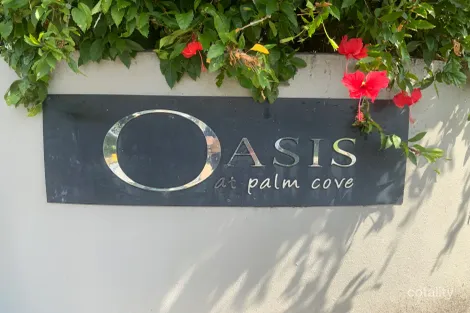 OASIS
at palm cove
cotality